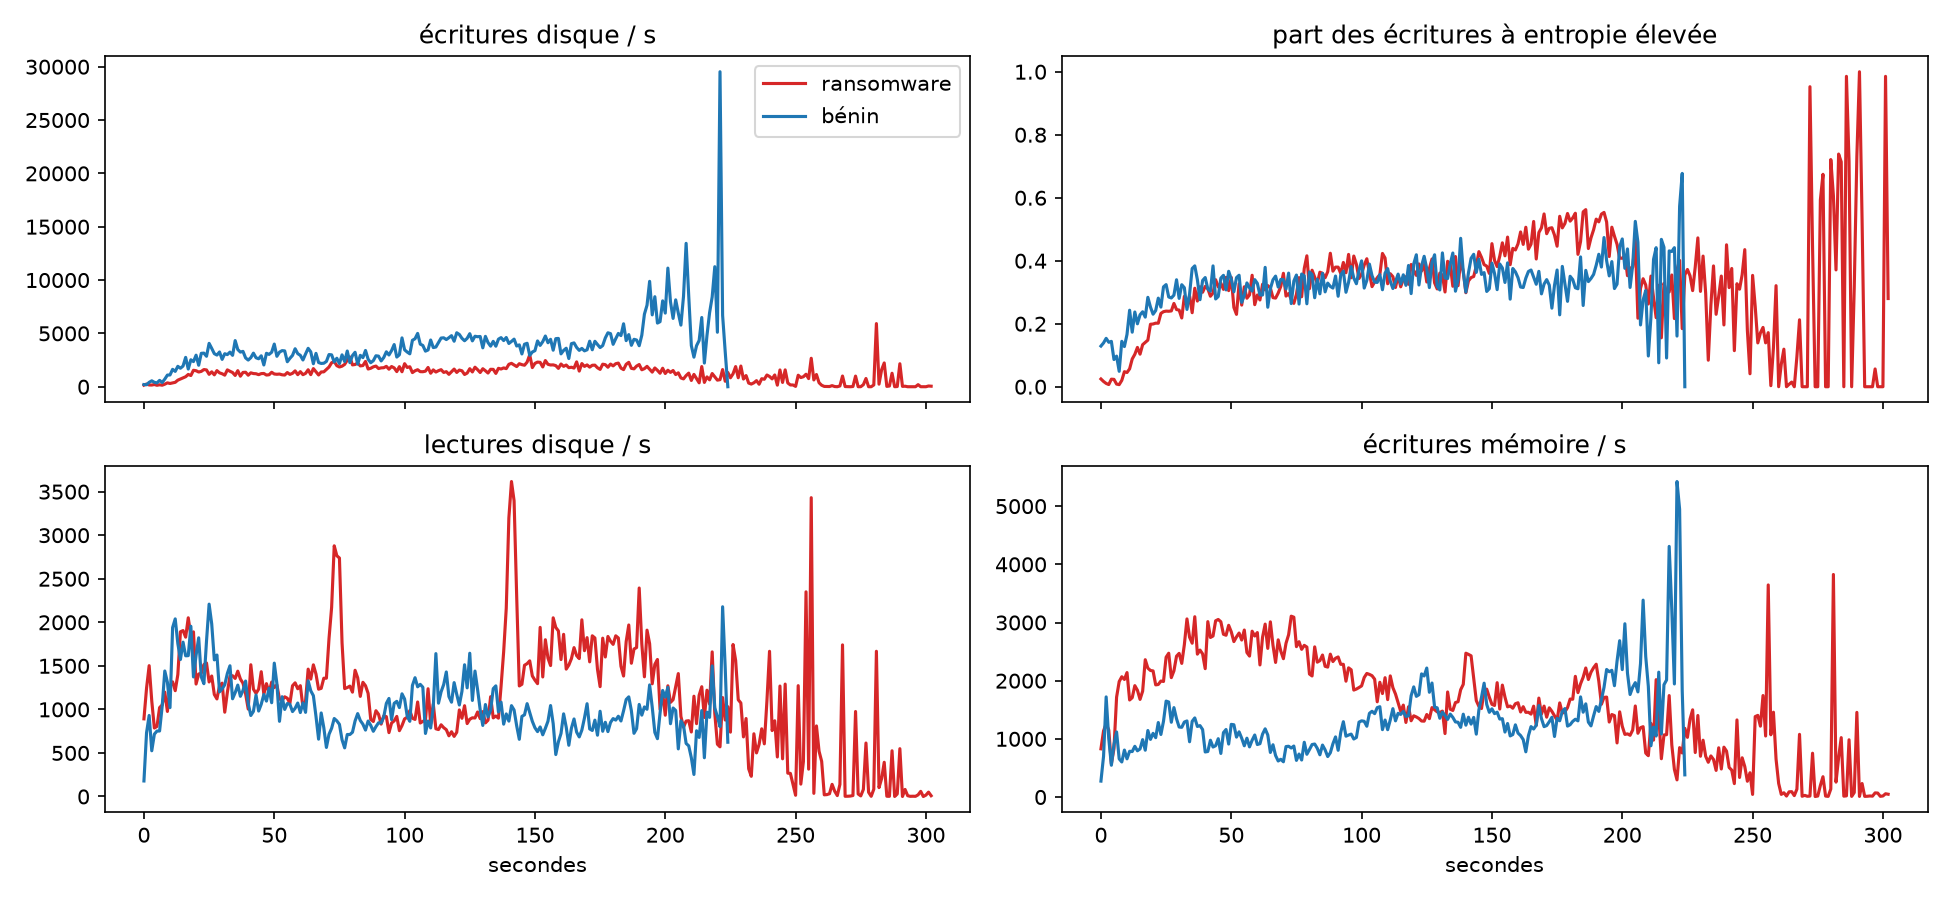 écritures disque / s
30000
25000
20000
15000
10000
5000
0
ransomware
bénin
part des écritures à entropie élevée
1.0
0.8
0.6
0.4
0.2
0.0
lectures disque / s
3500
3000
2500
2000
1500
1000
500
0
0 50 100 150 200 250 300
secondes
écritures mémoire / s
5000
4000
3000
2000
1000
0
0 50 100 150 200 250 300
secondes